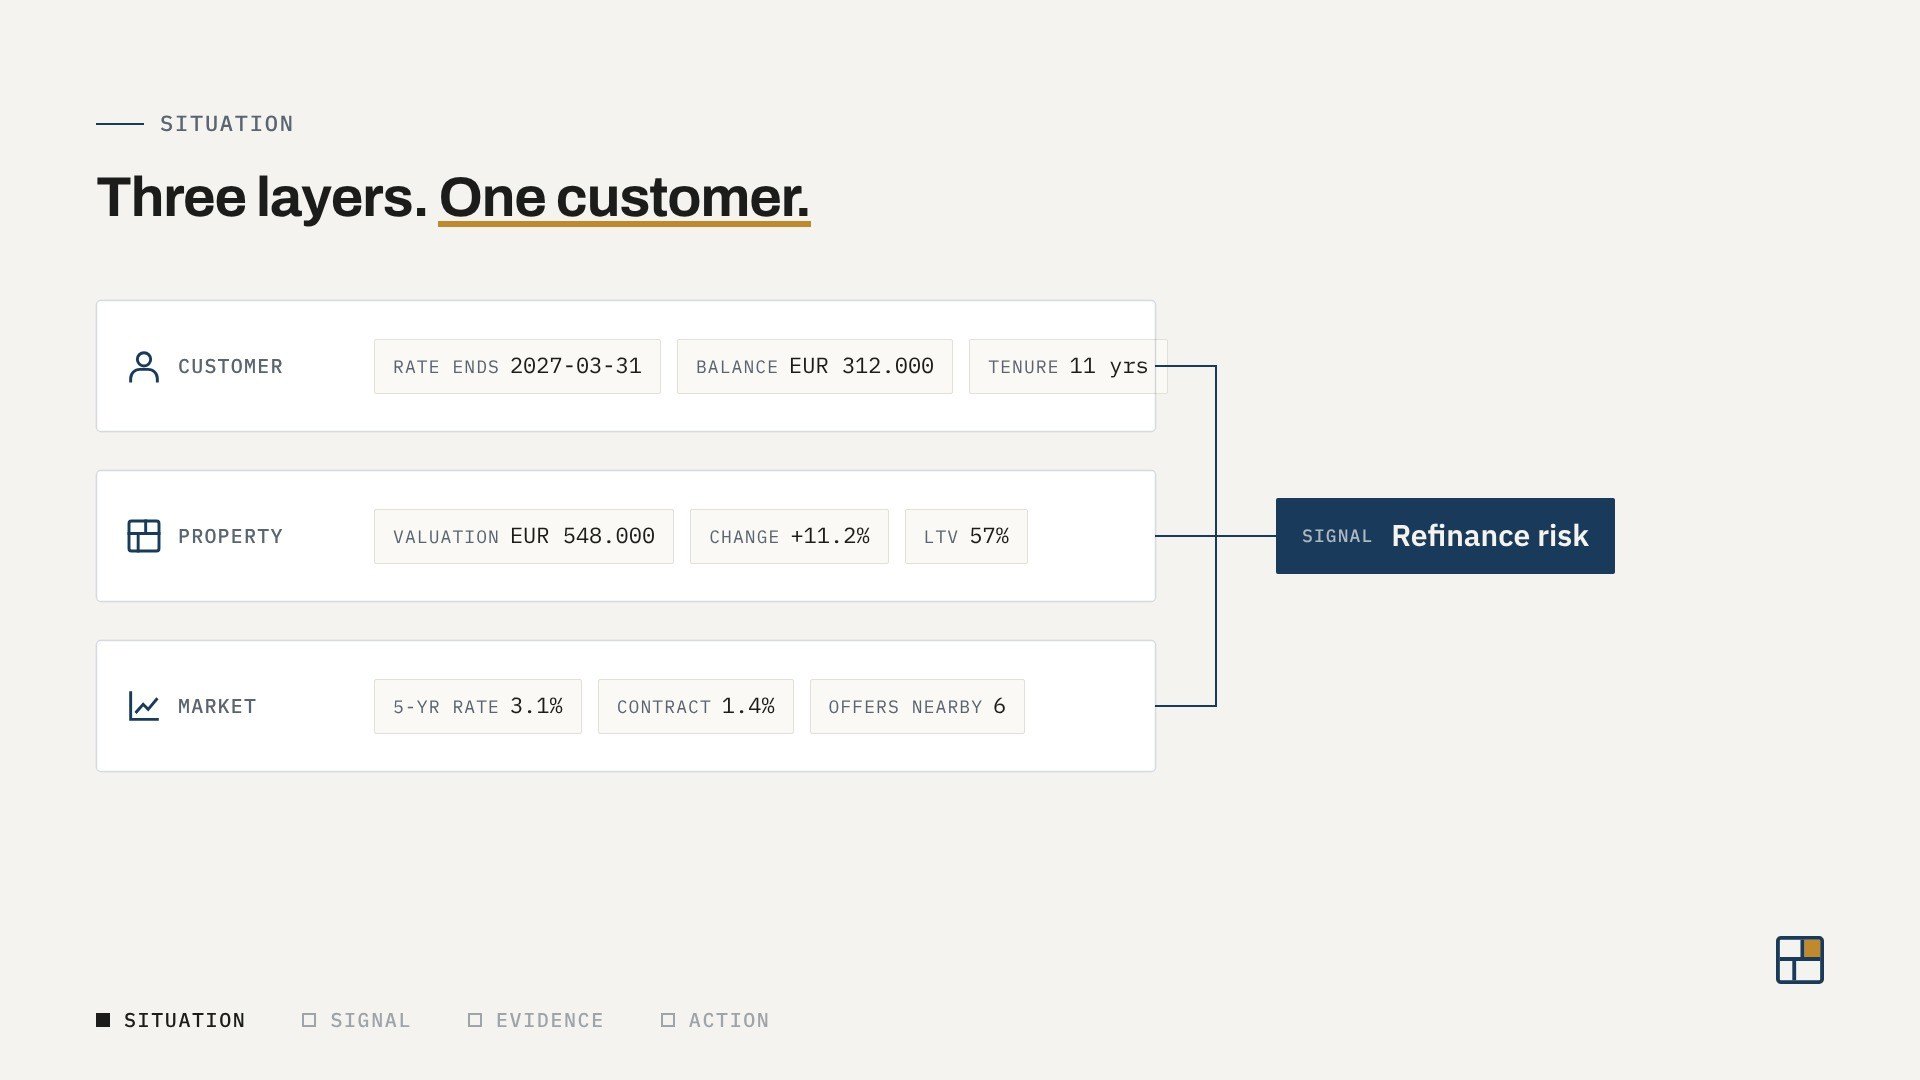 SITUATION
Three layers. One customer.
CUSTOMER RATE ENDS 2027-03-31 BALANCE EUR 312.000 TENURE 11 yrs
PROPERTY VALUATION EUR 548.000 CHANGE +11.2% LTV 57%
SIGNAL Refinance risk
MARKET 5-YR RATE 3.1% CONTRACT 1.4% OFFERS NEARBY 6
SITUATION SIGNAL EVIDENCE ACTION